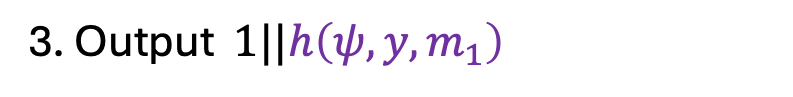 3. Output 1||h(ψ, y, m₁)